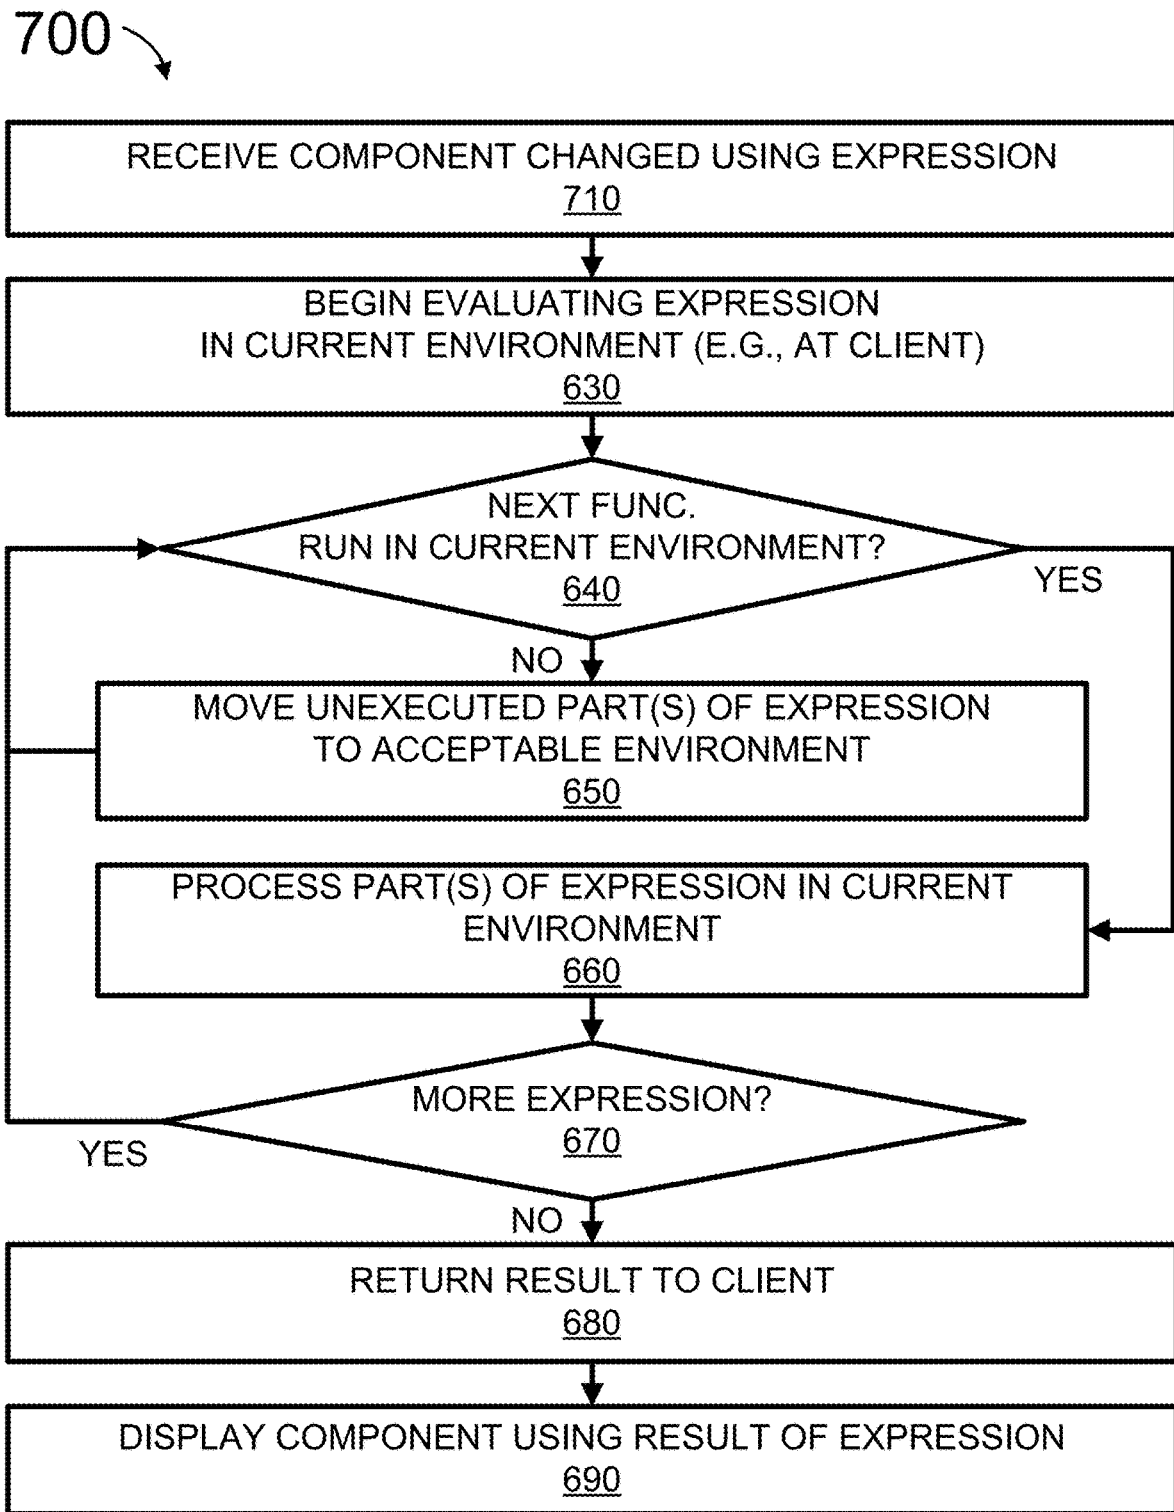 700
RECEIVE COMPONENT CHANGED USING EXPRESSION
710
BEGIN EVALUATING EXPRESSION
IN CURRENT ENVIRONMENT (E.G., AT CLIENT)
630
NEXT FUNC.
RUN IN CURRENT ENVIRONMENT?
640
YES
NO
MOVE UNEXECUTED PART(S) OF EXPRESSION
TO ACCEPTABLE ENVIRONMENT
650
PROCESS PART(S) OF EXPRESSION IN CURRENT
ENVIRONMENT
660
MORE EXPRESSION?
670
YES
NO
RETURN RESULT TO CLIENT
680
DISPLAY COMPONENT USING RESULT OF EXPRESSION
690